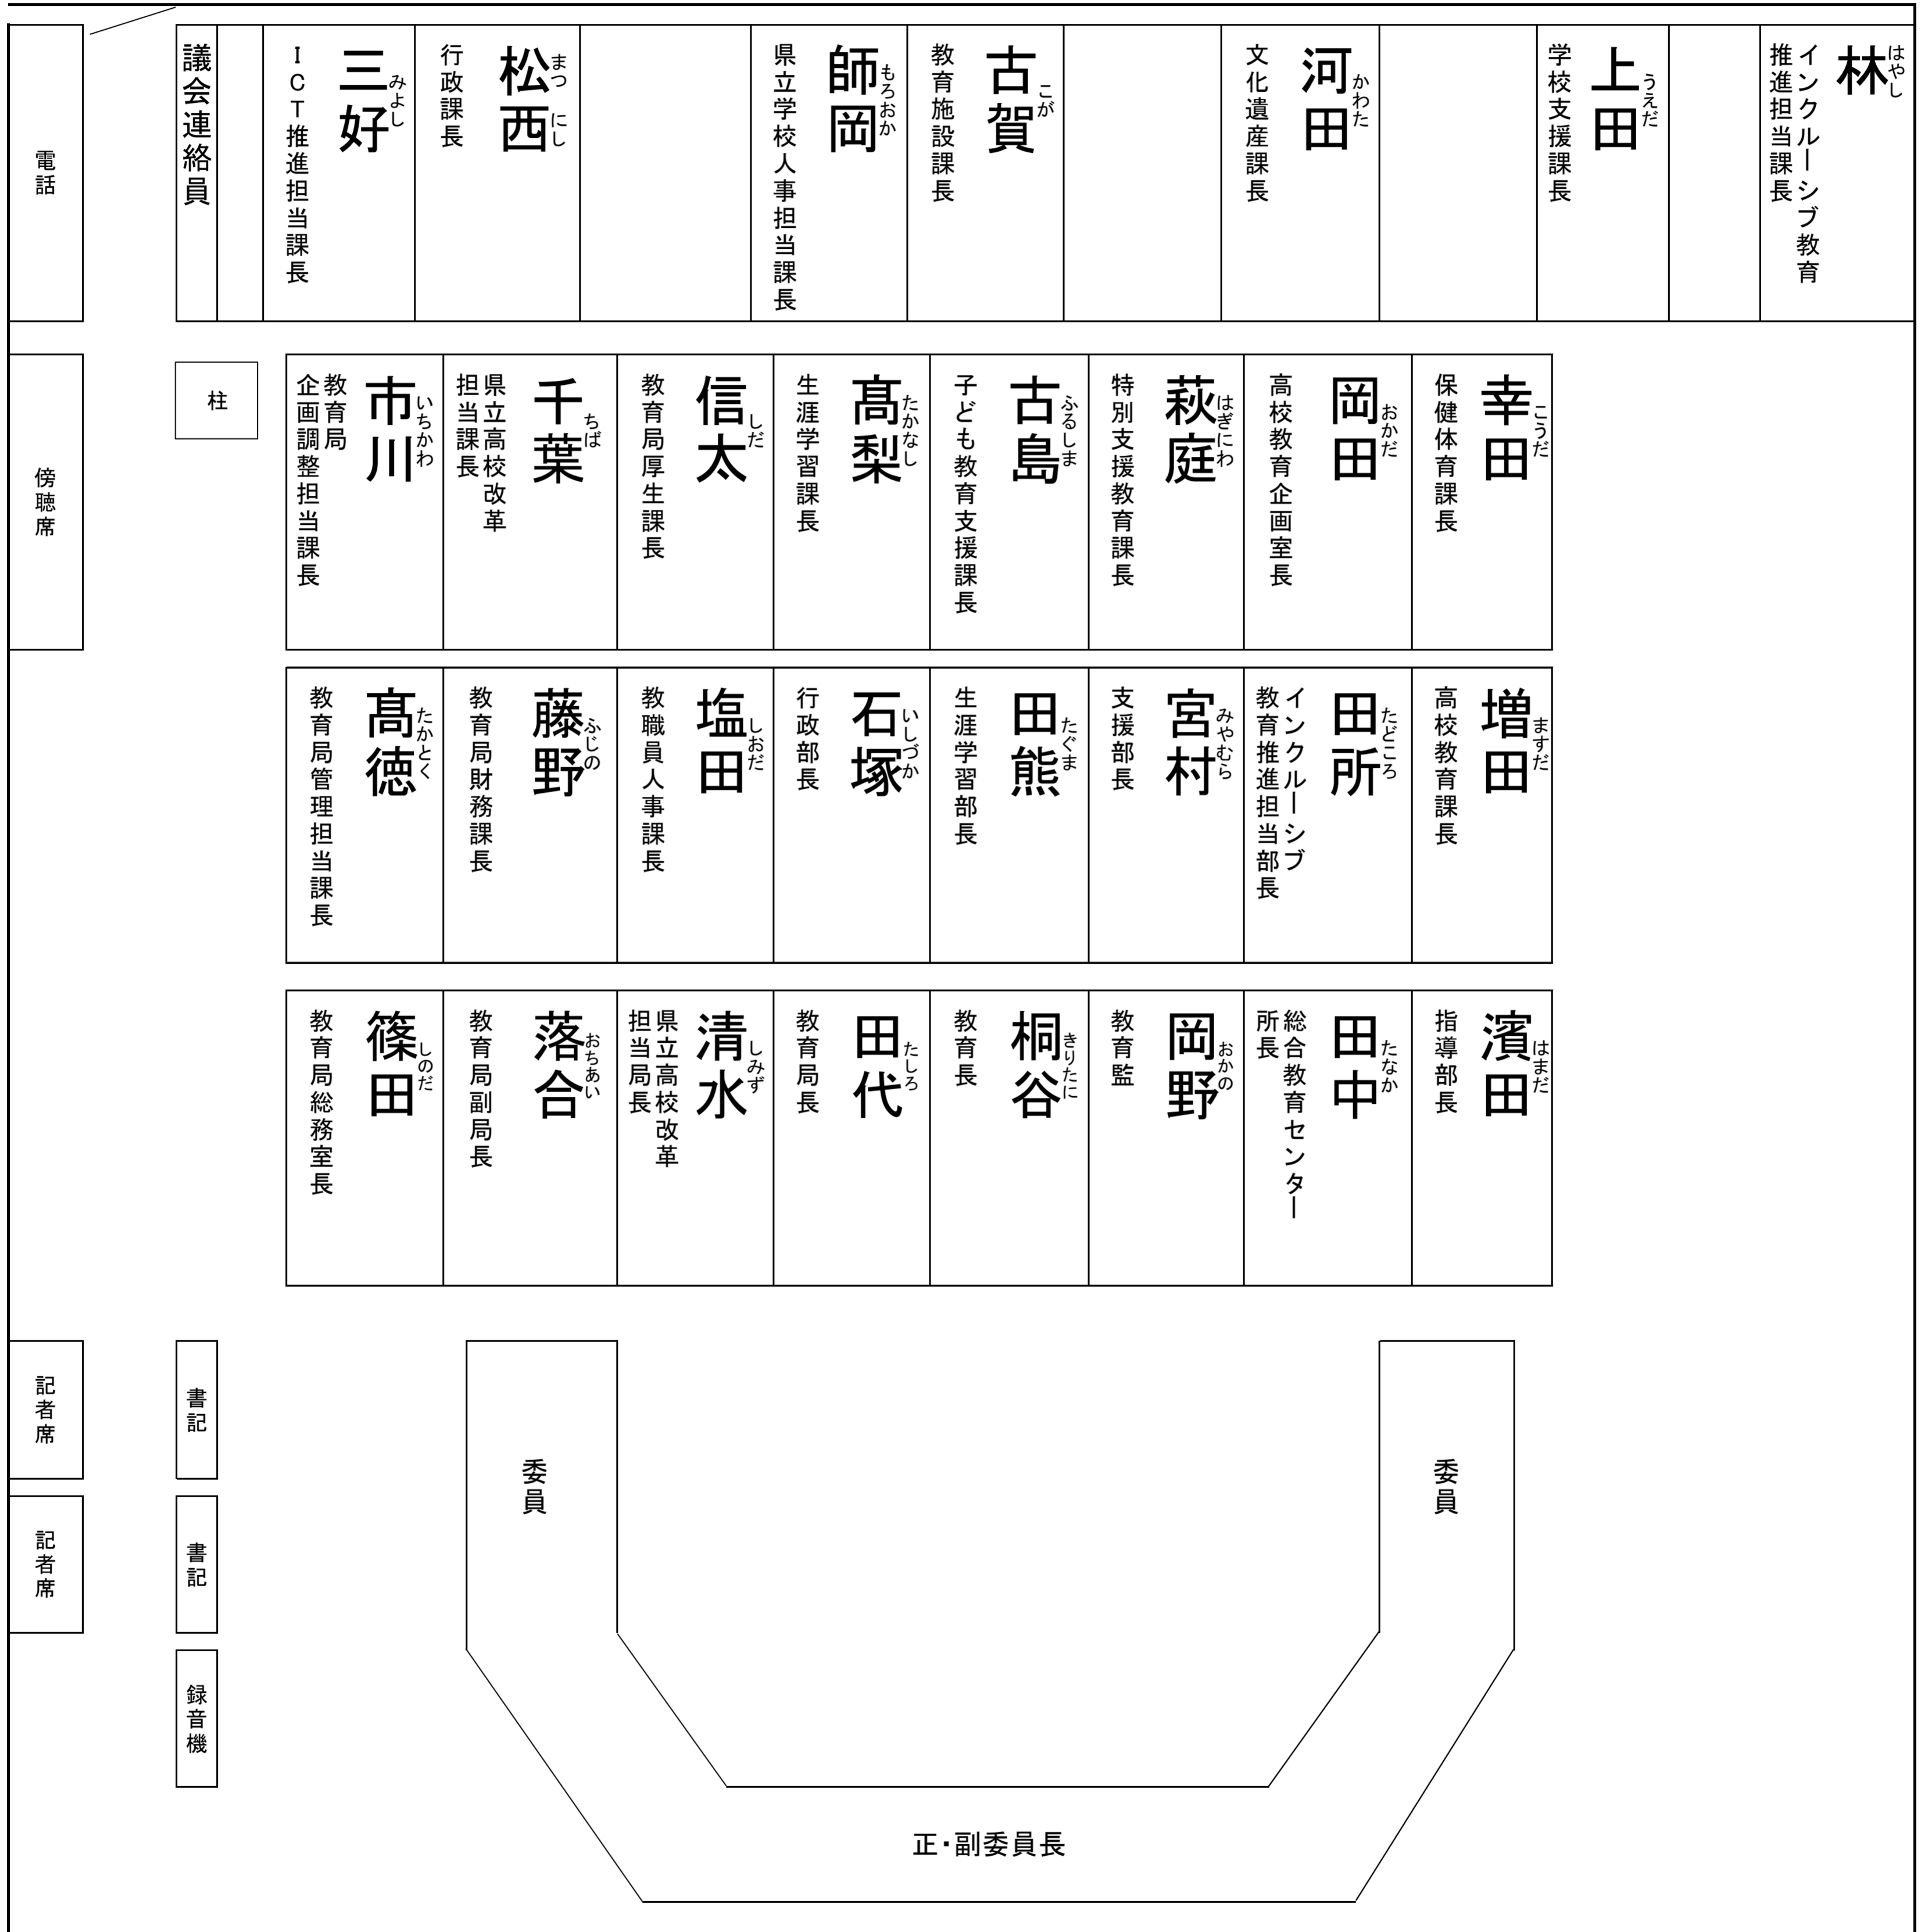 電話
議会連絡員
三好
みよし
ICT推進担当課長
松西
まつ にし
行政課長
師岡
もろおか
県立学校人事担当課長
古賀
こが
教育施設課長
河田
かわた
文化遺産課長
上田
うえだ
学校支援課長
林
はやし
インクルーシブ教育
推進担当課長
傍聴席
柱
市川
いちかわ
教育局
企画調整担当課長
千葉
ちば
県立高校改革
担当課長
信太
しだ
教育局厚生課長
髙梨
たかなし
生涯学習課長
古島
ふるしま
子ども教育支援課長
萩庭
はぎにわ
特別支援教育課長
岡田
おかだ
高校教育企画室長
幸田
こうだ
保健体育課長
髙徳
たかとく
教育局管理担当課長
藤野
ふじの
教育局財務課長
塩田
しおだ
教職員人事課長
石塚
いしづか
行政部長
田熊
たぐま
生涯学習部長
宮村
みやむら
支援部長
田所
たどころ
インクルーシブ
教育推進担当部長
増田
ますだ
高校教育課長
篠田
しのだ
教育局総務室長
落合
おちあい
教育局副局長
清水
しみず
県立高校改革
担当局長
田代
たしろ
教育局長
桐谷
きりたに
教育長
岡野
おかの
教育監
田中
たなか
総合教育センター
所長
濱田
はまだ
指導部長
記者席
書記
委員
委員
記者席
書記
録音機
正・副委員長